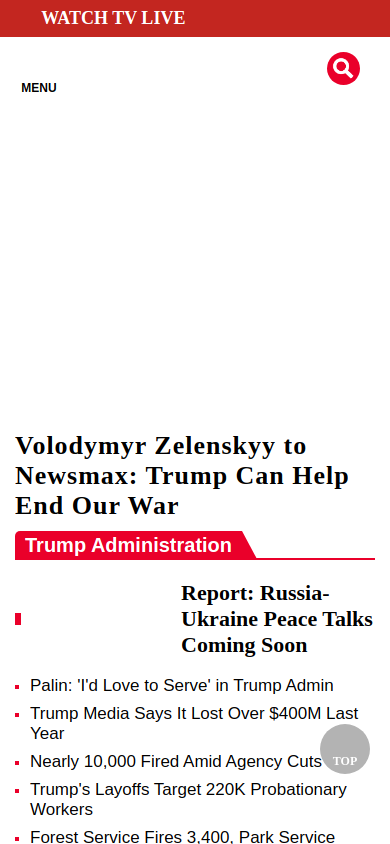 WATCH TV LIVE
MENU
Volodymyr Zelenskyy to
Newsmax: Trump Can Help
End Our War
Trump Administration
Report: Russia-
Ukraine Peace Talks
Coming Soon
Palin: 'I'd Love to Serve' in Trump Admin
Trump Media Says It Lost Over $400M Last
Year
Nearly 10,000 Fired Amid Agency Cuts
TOP
Trump's Layoffs Target 220K Probationary
Workers
Forest Service Fires 3,400, Park Service